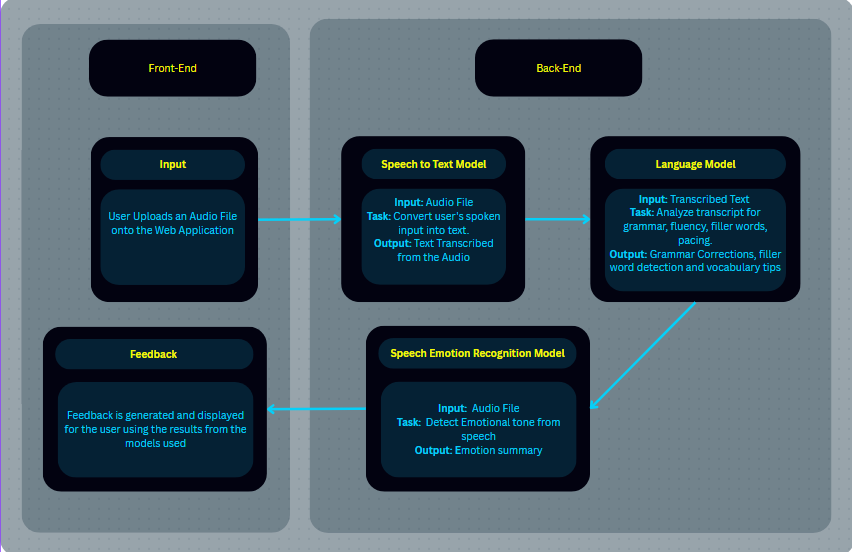 Front-End
Back-End
Input
User Uploads an Audio File
onto the Web Application
Speech to Text Model
Input: Audio File
Task: Convert user's spoken
input into text.
Output: Text Transcribed
from the Audio
Language Model
Input: Transcribed Text
Task: Analyze transcript for
grammar, fluency, filler words,
pacing.
Output: Grammar Corrections, filler
word detection and vocabulary tips
Feedback
Feedback is generated and displayed
for the user using the results from the
models used
Speech Emotion Recognition Model
Input: Audio File
Task: Detect Emotional tone from
speech
Output: Emotion summary